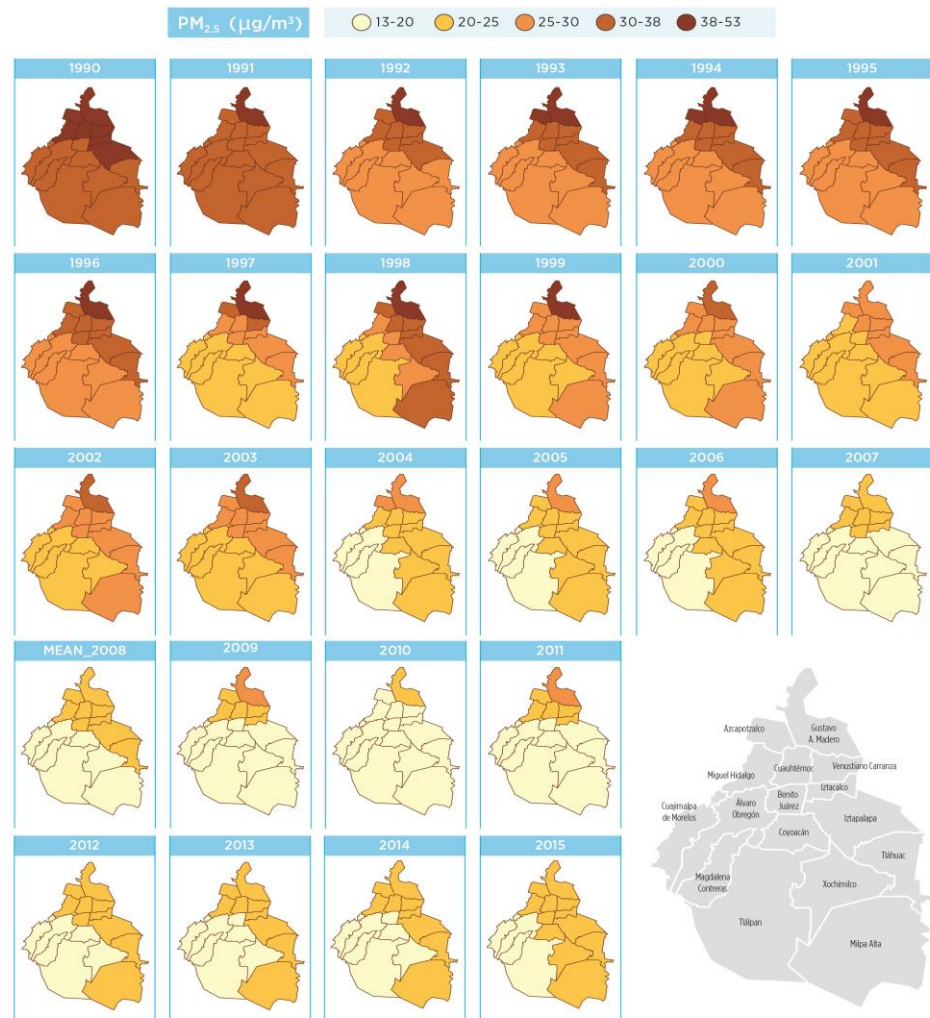 PM2.5 (µg/m³) 13-20 20-25 25-30 30-38 38-53
1990 1991 1992 1993 1994 1995
1996 1997 1998 1999 2000 2001
2002 2003 2004 2005 2006 2007
MEAN_2008 2009 2010 2011
2012 2013 2014 2015
Azcapotzalco
Gustavo
A. Madero
Cuauhtémoc
Venustiano Carranza
Miguel Hidalgo
Iztacalco
Cuajimalpa
de Morelos
Álvaro
Obregón
Benito
Juárez
Iztapalapa
Coyoacán
Tláhuac
Magdalena
Contreras
Xochimilco
Tlálpan
Milpa Alta